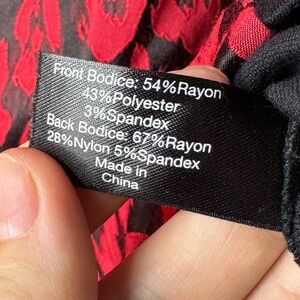 Front Bodice: 54%Rayon
43%Polyester
3%Spandex
Back Bodice: 67%Rayon
28%Nylon 5%Spandex
Made in
China